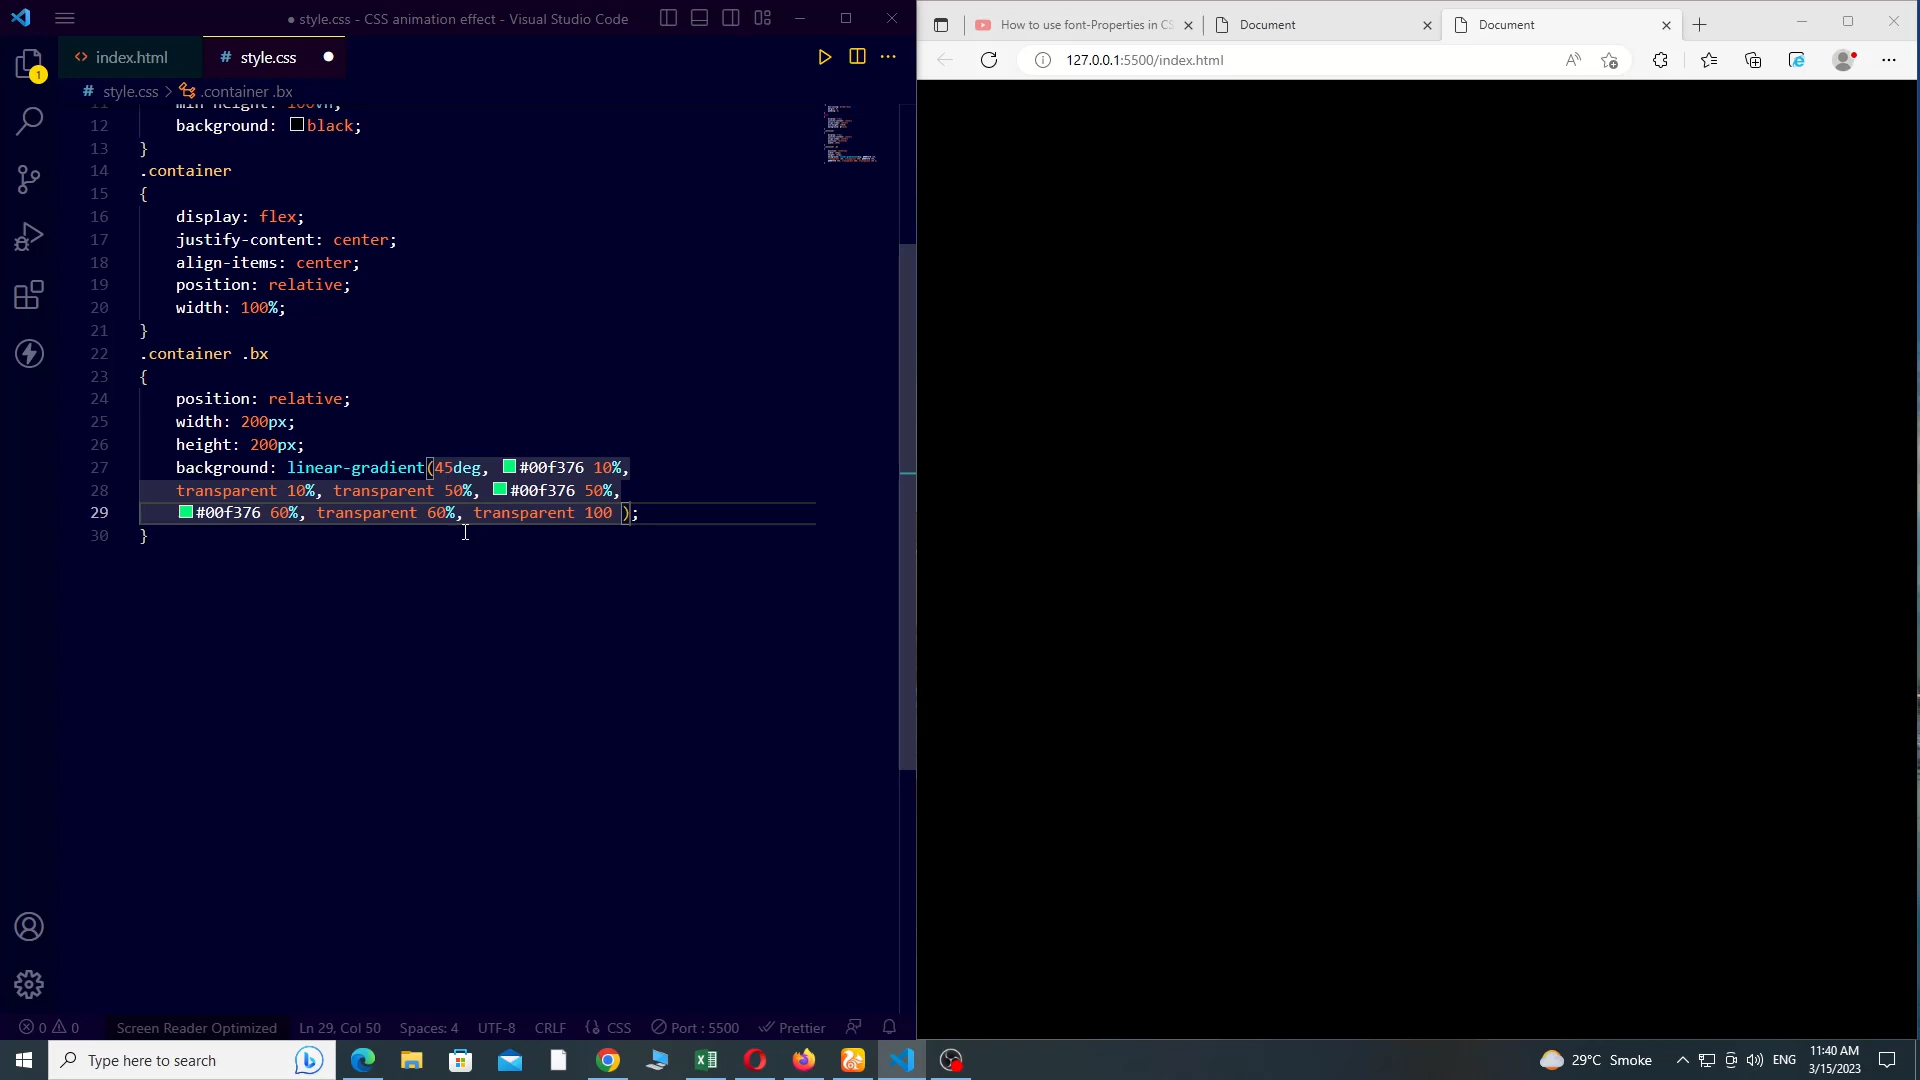 style.css - CSS animation effect - Visual Studio Code
How to use font-Properties in CS
Document
Document
index.html
# style.css
127.0.0.1:5500/index.html
1
# style.css > .container .bx
min-height: 100vh;
12 background: black;
13 }
14 .container
15 {
16 display: flex;
17 justify-content: center;
18 align-items: center;
19 position: relative;
20 width: 100%;
21 }
22 .container .bx
23 {
24 position: relative;
25 width: 200px;
26 height: 200px;
27 background: linear-gradient(45deg, #00f376 10%,
28 transparent 10%, transparent 50%, #00f376 50%,
29 #00f376 60%, transparent 60%, transparent 100 );
30 }
0 0 Screen Reader Optimized Ln 29, Col 50 Spaces: 4 UTF-8 CRLF {} CSS Port : 5500 Prettier
Type here to search
29°C Smoke ENG 11:40 AM
3/15/2023